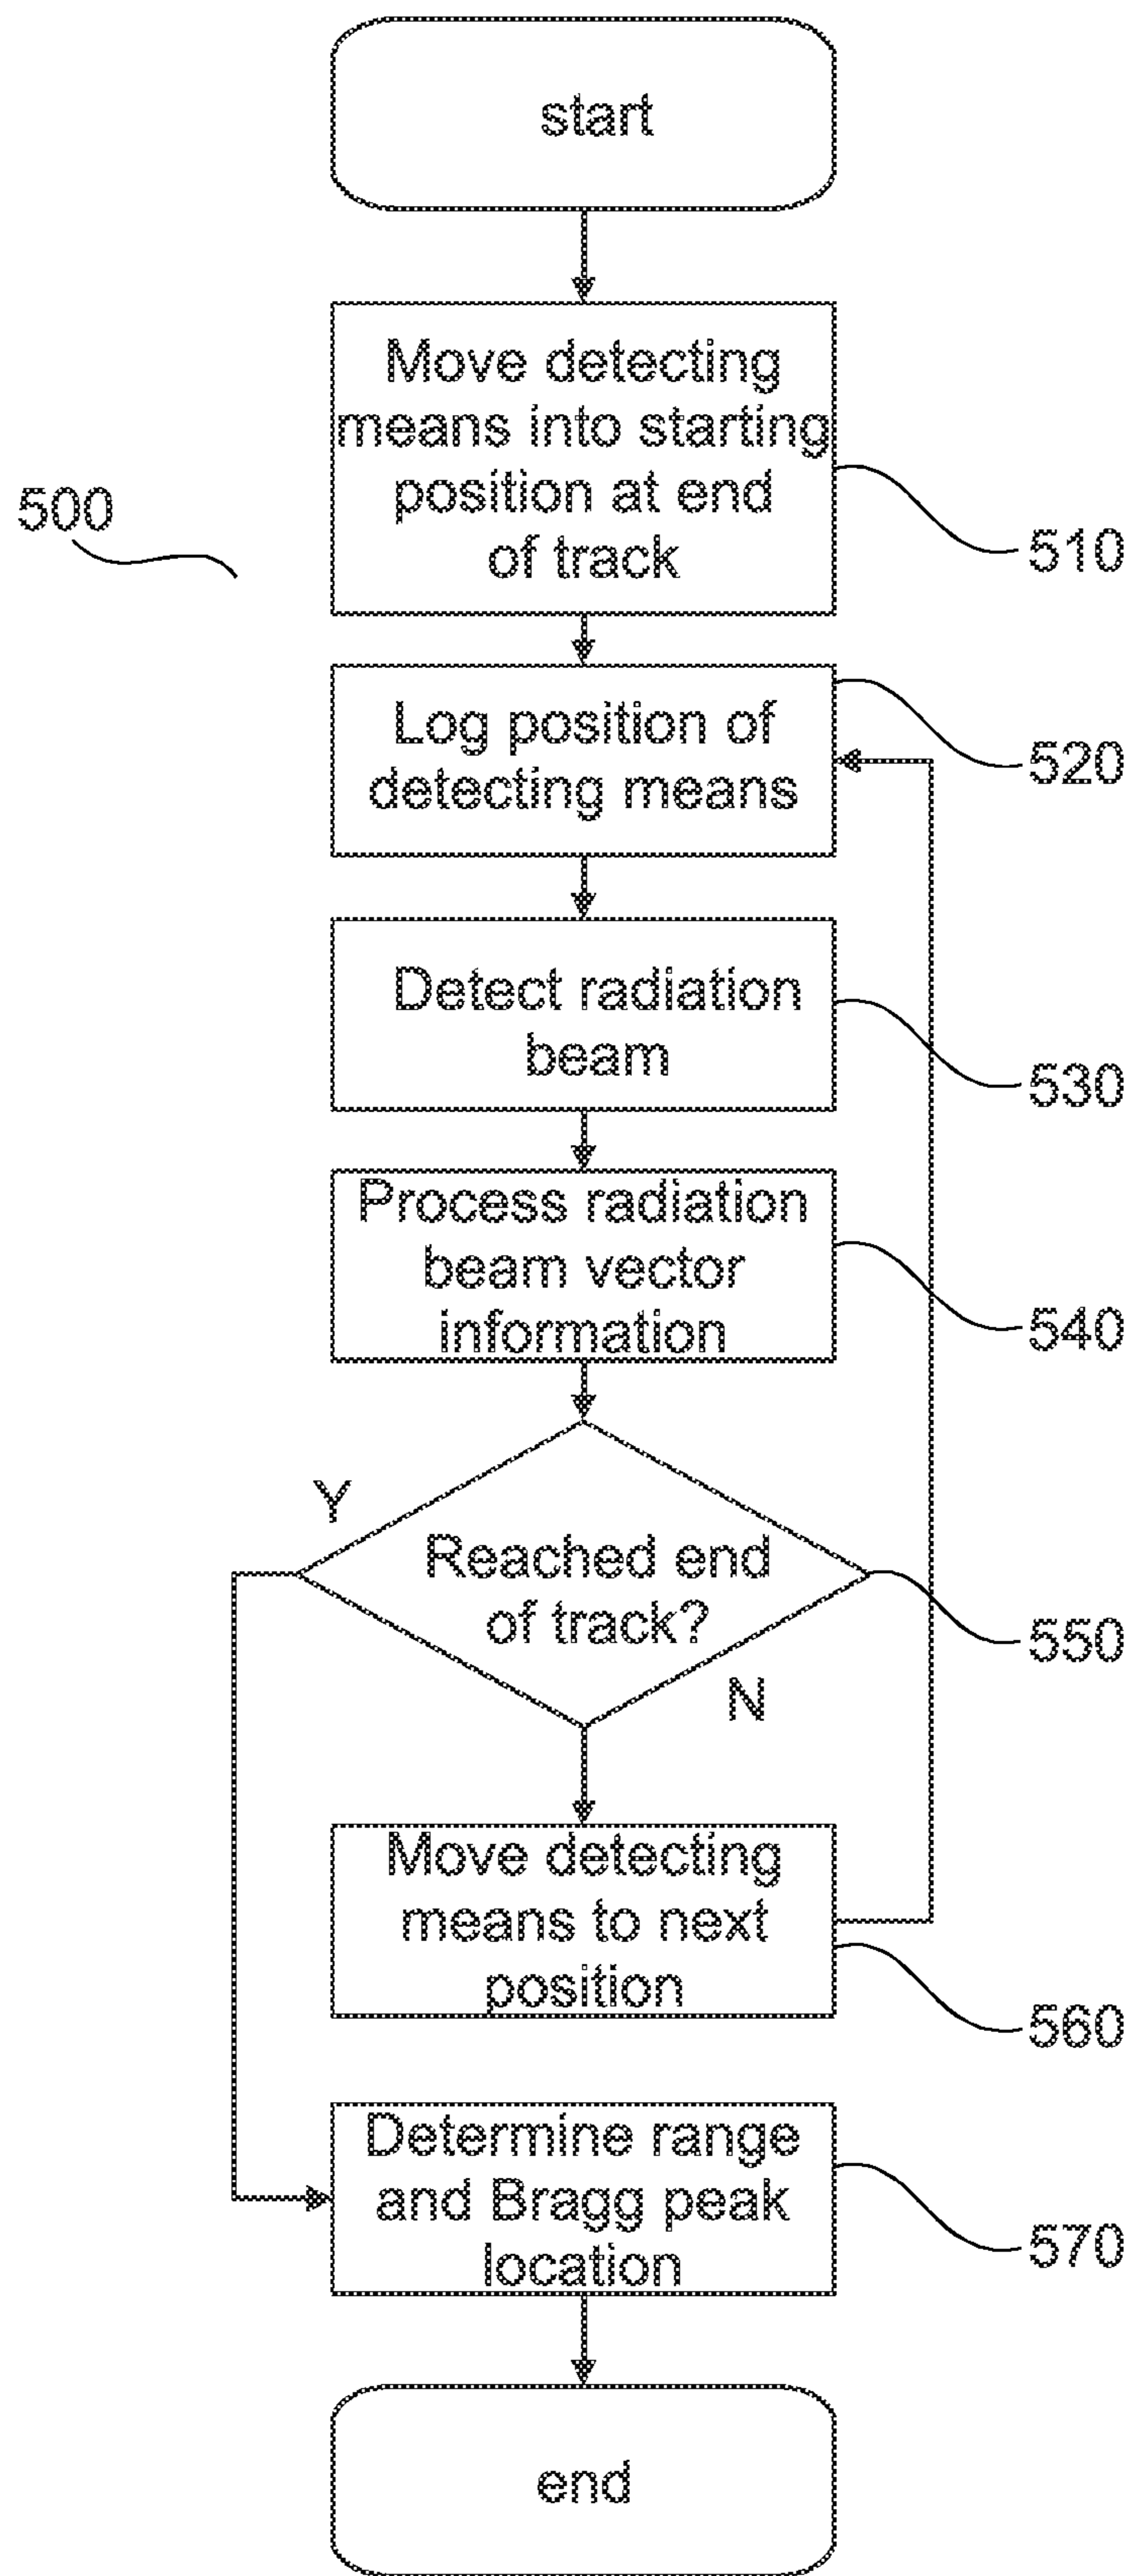 start
Move detecting
means into starting
position at end
of track
500
510
Log position of
detecting means
520
Detect radiation
beam
530
Process radiation
beam vector
information
540
Y
Reached end
of track?
550
N
Move detecting
means to next
position
560
Determine range
and Bragg peak
location
570
end